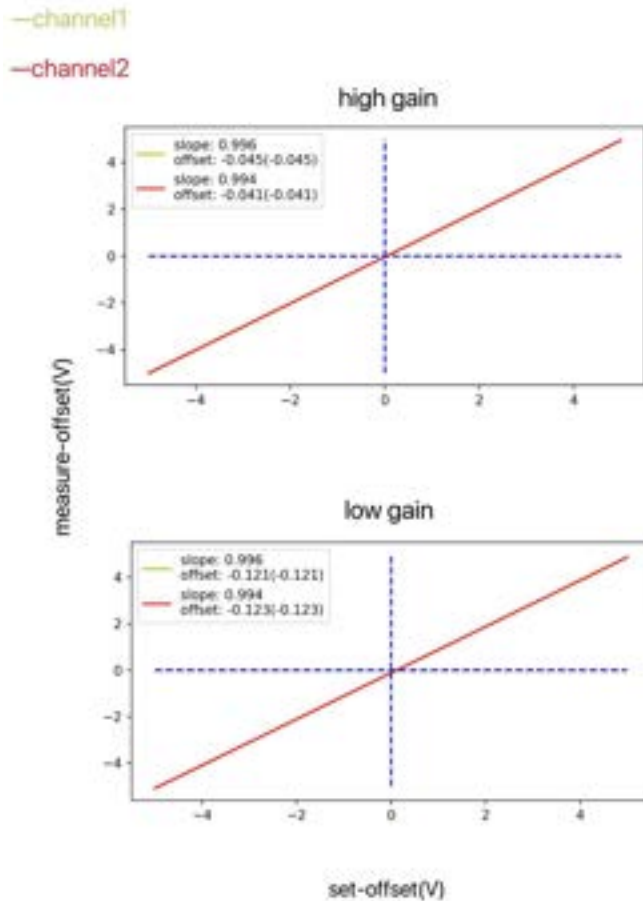 —channel1
—channel2
high gain
slope: 0.996
offset: -0.045(-0.045)
slope: 0.994
offset: -0.041(-0.041)
4
2
0
−2
−4
−4 −2 0 2 4
measure-offset(V)
low gain
slope: 0.996
offset: -0.121(-0.121)
slope: 0.994
offset: -0.123(-0.123)
4
2
0
−2
−4
−4 −2 0 2 4
set-offset(V)